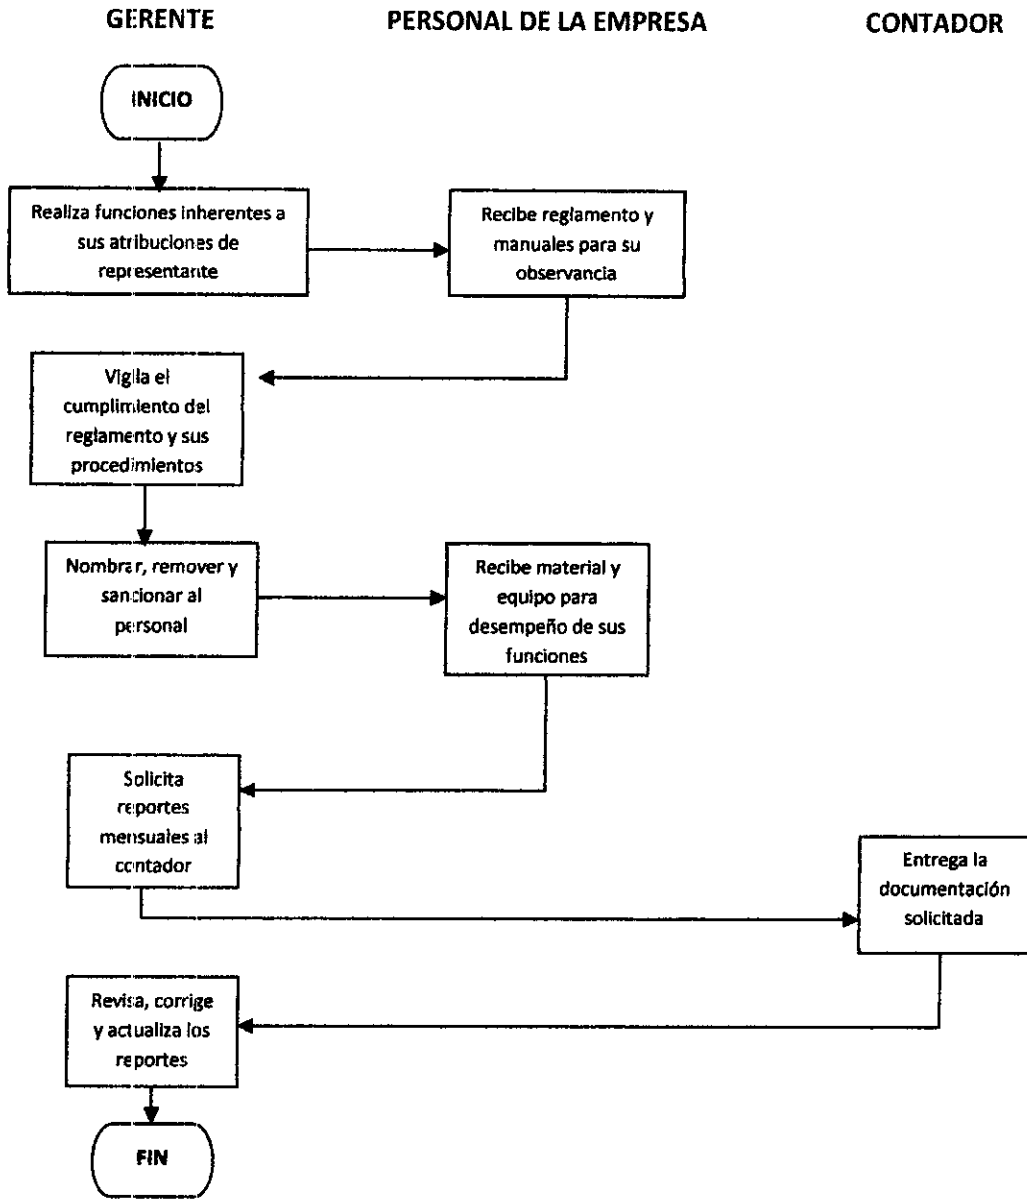 GERENTE
PERSONAL DE LA EMPRESA
CONTADOR
INICIO
Realiza funciones inherentes a
sus atribuciones de
representante
Recibe reglamento y
manuales para su
observancia
Vigila el
cumplimiento del
reglamento y sus
procedimientos
Nombrar, remover y
sancionar al
personal
Recibe material y
equipo para
desempeño de sus
funciones
Solicita
reportes
mensuales al
contador
Entrega la
documentación
solicitada
Revisa, corrige
y actualiza los
reportes
FIN